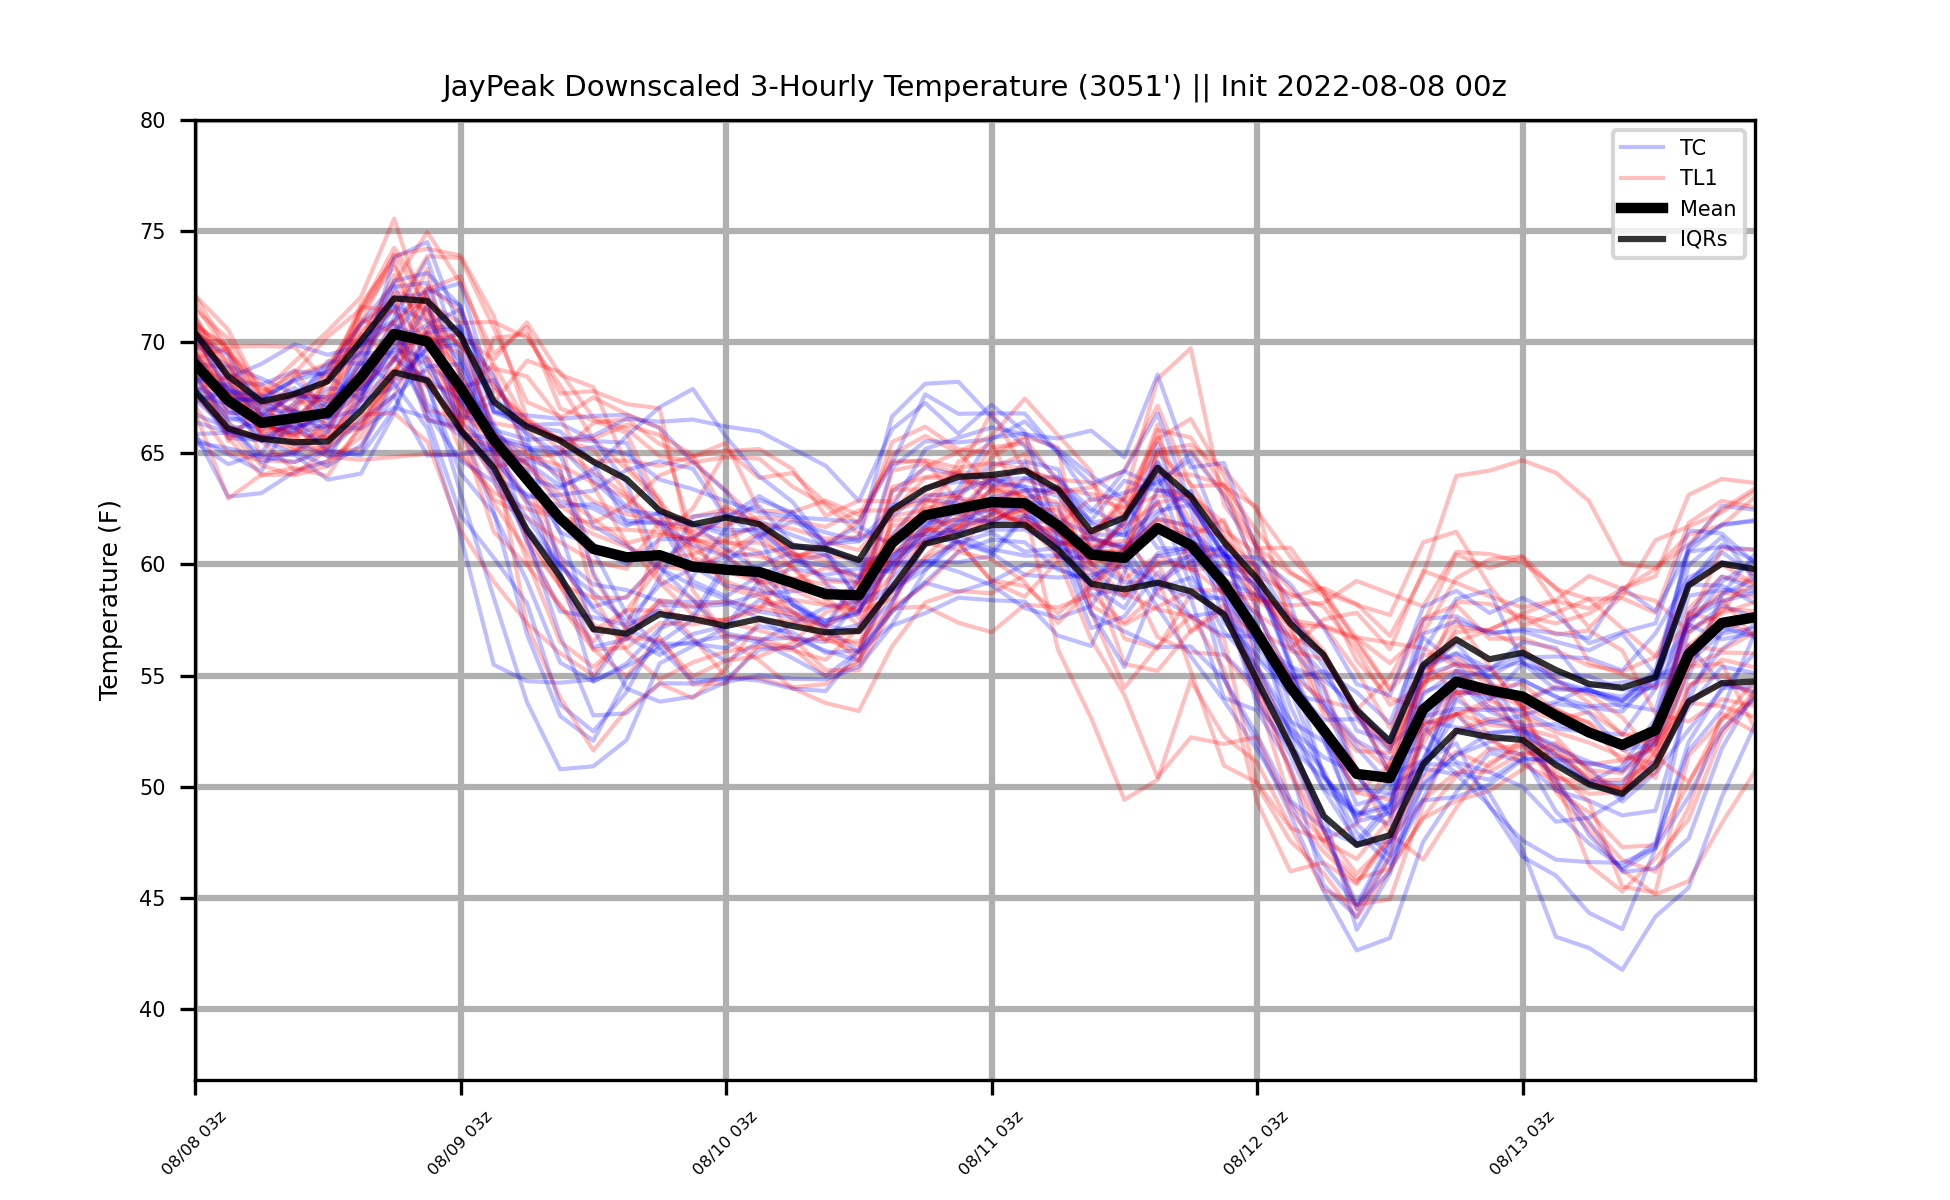 JayPeak Downscaled 3-Hourly Temperature (3051') || Init 2022-08-08 00z
TC
TL1
Mean
IQRs
Temperature (F)
80
75
70
65
60
55
50
45
40
08/08 03z
08/09 03z
08/10 03z
08/11 03z
08/12 03z
08/13 03z